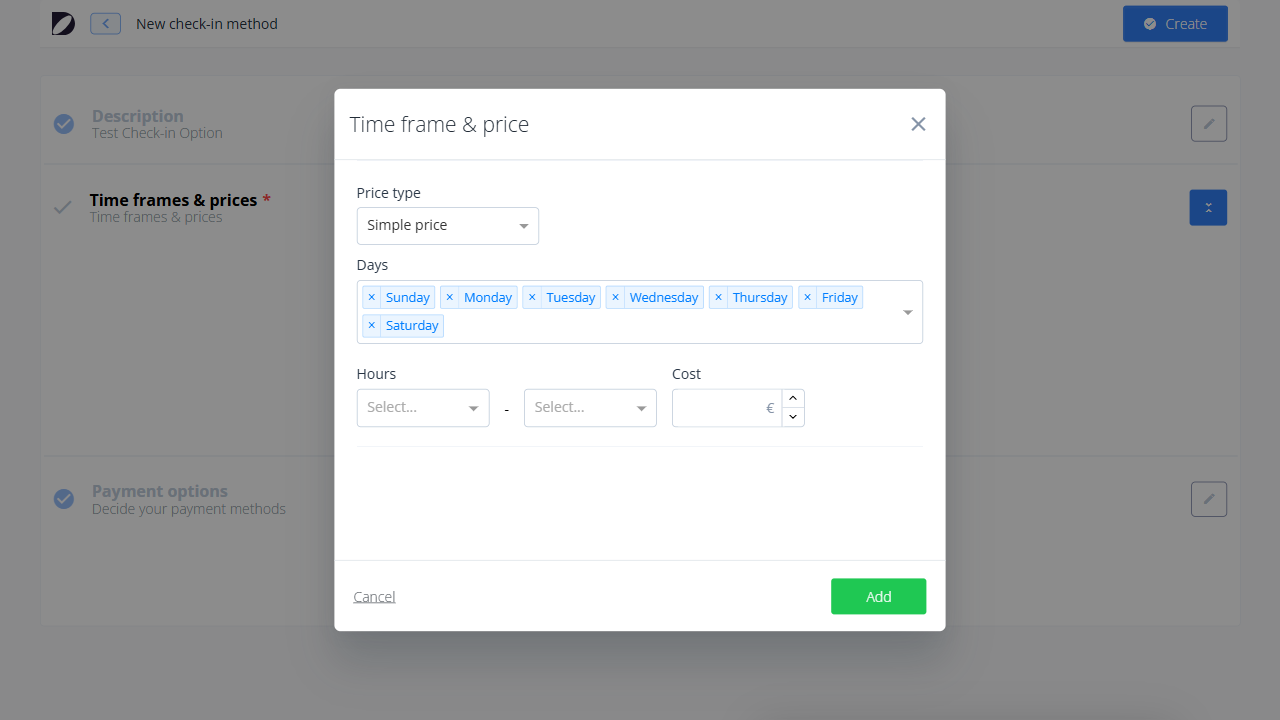 New check-in method
Create
Description
Test Check-in Option
Time frames & prices *
Time frames & prices
Payment options
Decide your payment methods
Time frame & price
Price type
Simple price
Days
× Sunday × Monday × Tuesday × Wednesday × Thursday × Friday
× Saturday
Hours
Cost
Select...
-
Select...
€
Cancel
Add